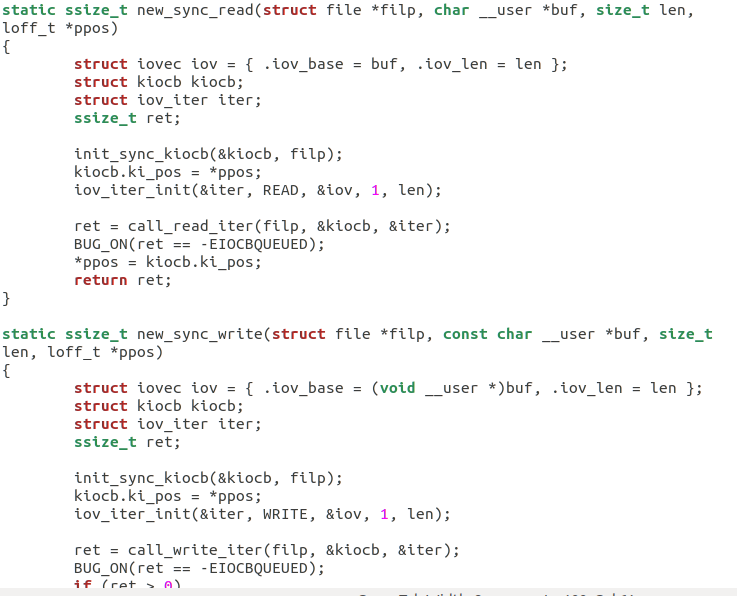 static ssize_t new_sync_read(struct file *filp, char __user *buf, size_t len,
loff_t *ppos)
{
        struct iovec iov = { .iov_base = buf, .iov_len = len };
        struct kiocb kiocb;
        struct iov_iter iter;
        ssize_t ret;

        init_sync_kiocb(&kiocb, filp);
        kiocb.ki_pos = *ppos;
        iov_iter_init(&iter, READ, &iov, 1, len);

        ret = call_read_iter(filp, &kiocb, &iter);
        BUG_ON(ret == -EIOCBQUEUED);
        *ppos = kiocb.ki_pos;
        return ret;
}

static ssize_t new_sync_write(struct file *filp, const char __user *buf, size_t
len, loff_t *ppos)
{
        struct iovec iov = { .iov_base = (void __user *)buf, .iov_len = len };
        struct kiocb kiocb;
        struct iov_iter iter;
        ssize_t ret;

        init_sync_kiocb(&kiocb, filp);
        kiocb.ki_pos = *ppos;
        iov_iter_init(&iter, WRITE, &iov, 1, len);

        ret = call_write_iter(filp, &kiocb, &iter);
        BUG_ON(ret == -EIOCBQUEUED);
        if (ret > 0)